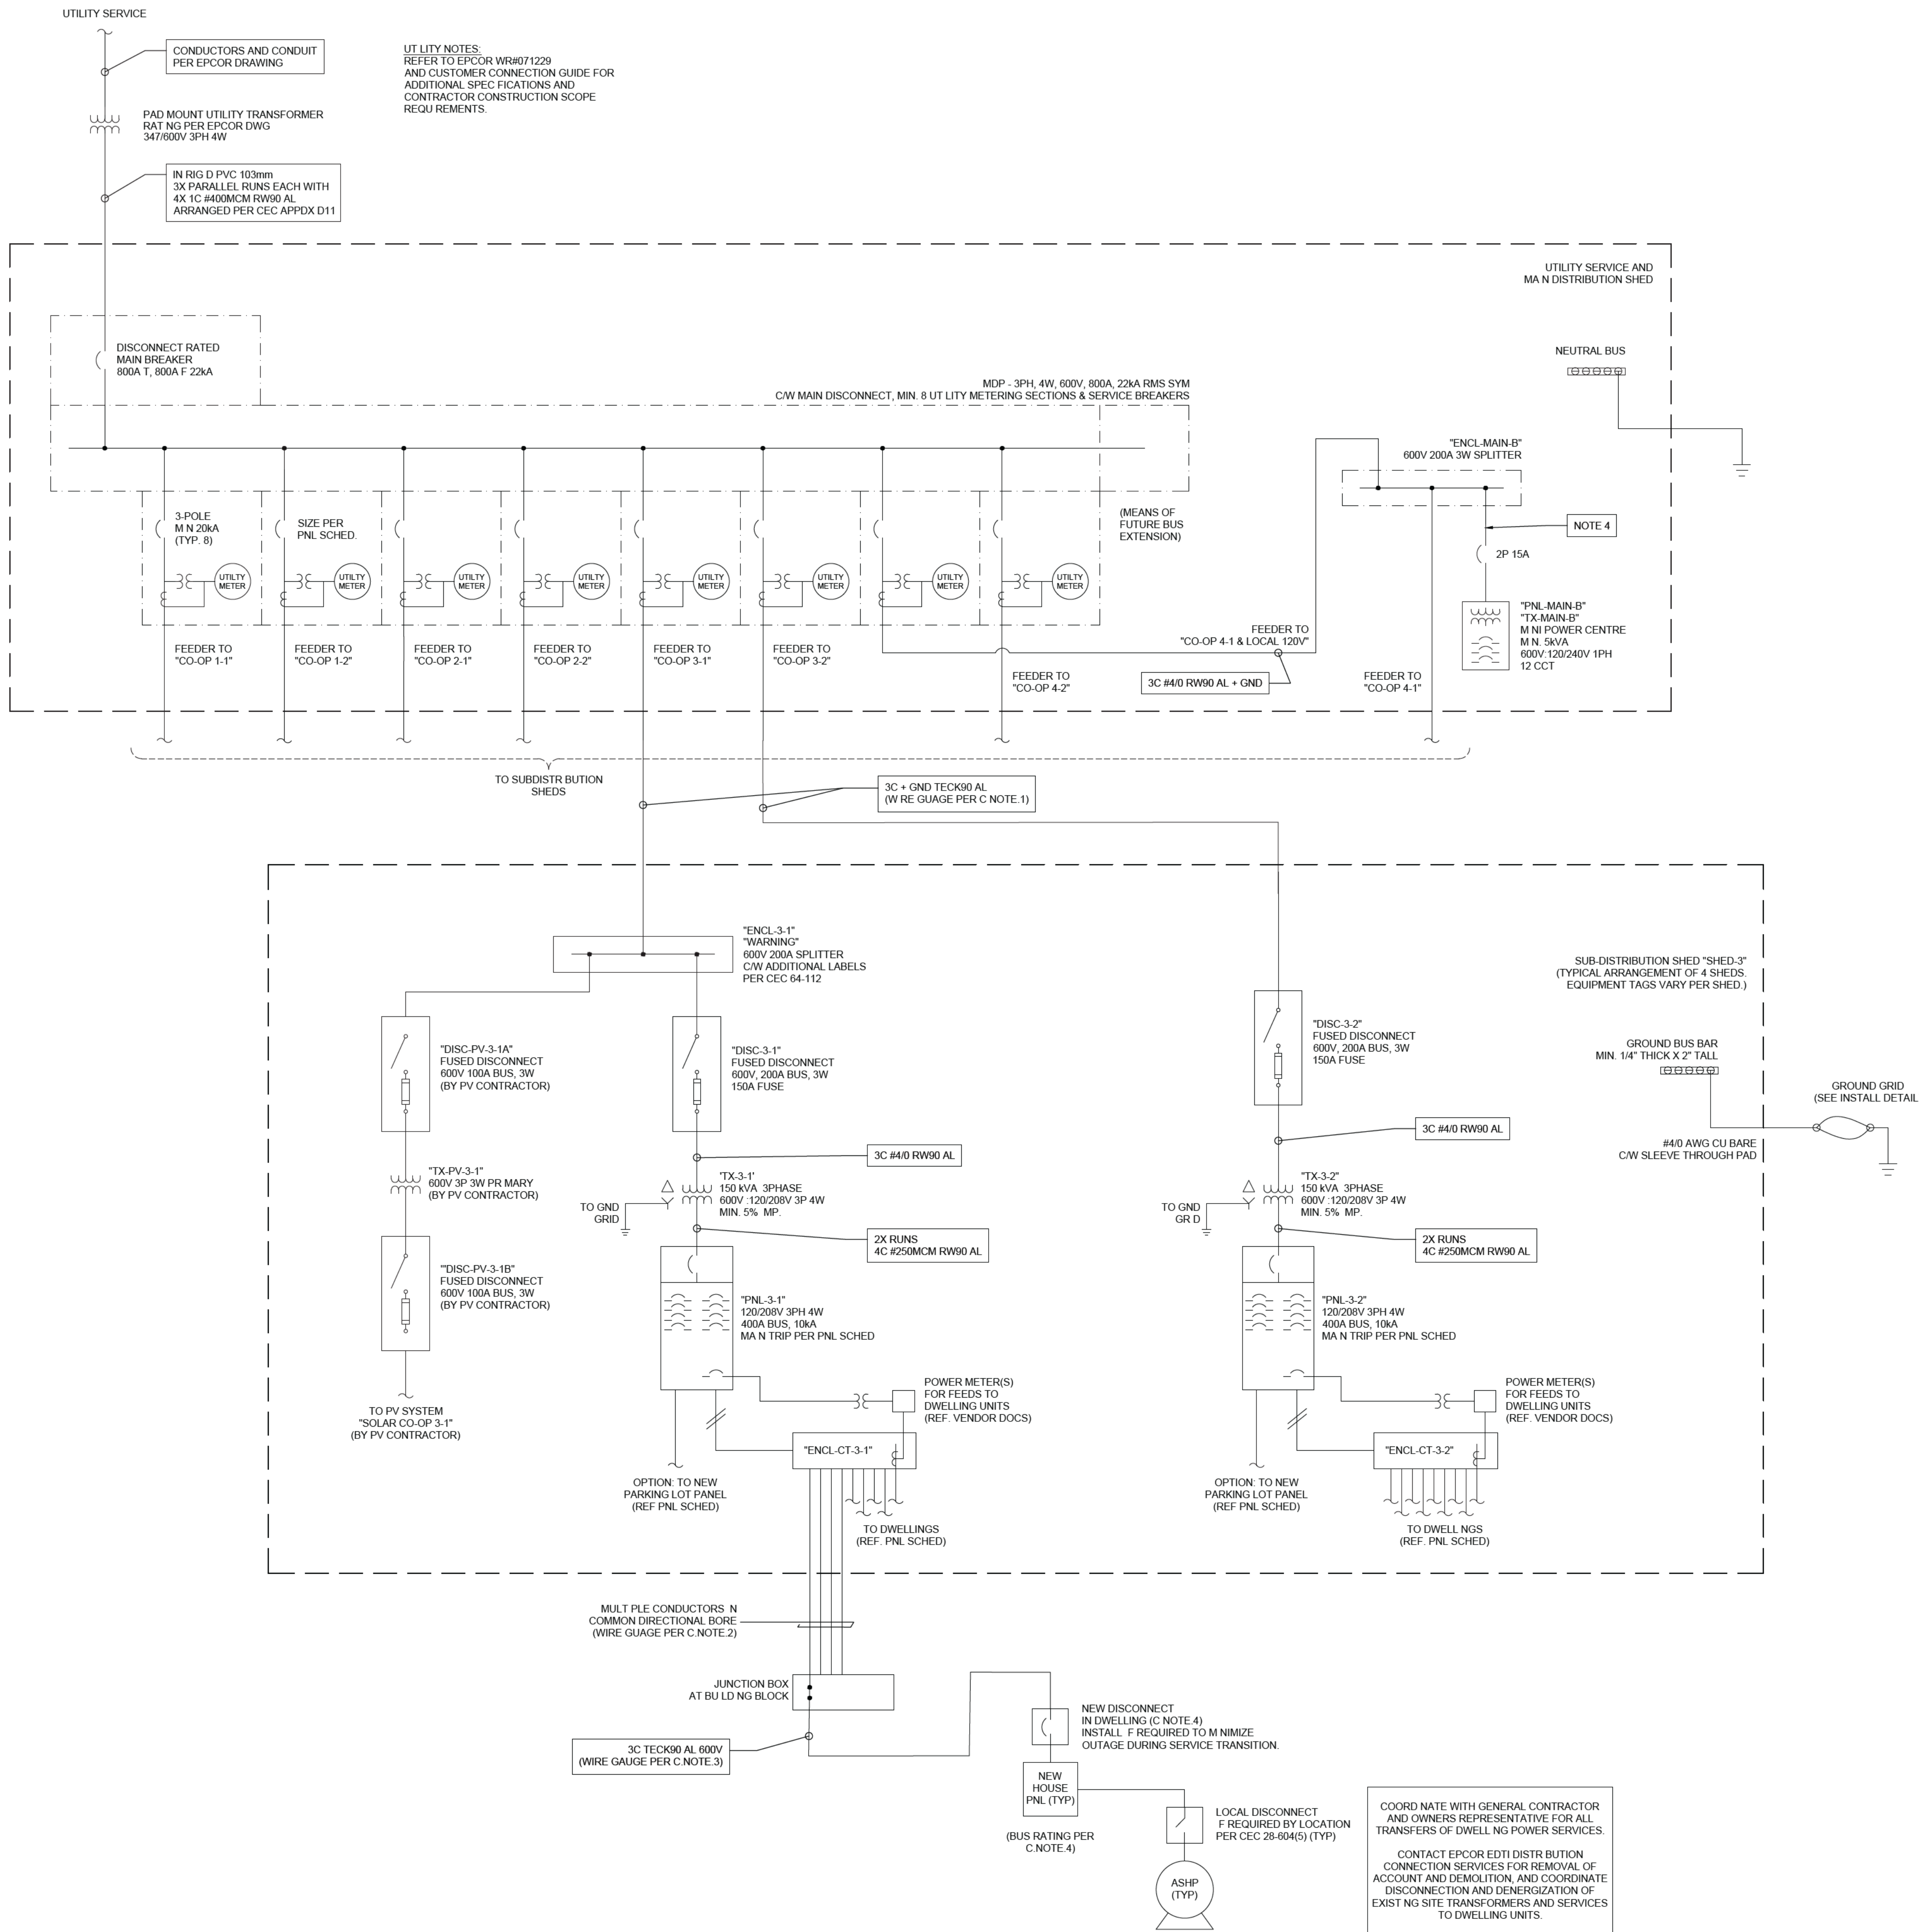 UTILITY SERVICE
CONDUCTORS AND CONDUIT
PER EPCOR DRAWING
UT LITY NOTES:
REFER TO EPCOR WR#071229
AND CUSTOMER CONNECTION GUIDE FOR
ADDITIONAL SPEC FICATIONS AND
CONTRACTOR CONSTRUCTION SCOPE
REQU REMENTS.
PAD MOUNT UTILITY TRANSFORMER
RAT NG PER EPCOR DWG
347/600V 3PH 4W
IN RIG D PVC 103mm
3X PARALLEL RUNS EACH WITH
4X 1C #400MCM RW90 AL
ARRANGED PER CEC APPDX D11
UTILITY SERVICE AND
MA N DISTRIBUTION SHED
DISCONNECT RATED
MAIN BREAKER
800A T, 800A F 22kA
NEUTRAL BUS
MDP - 3PH, 4W, 600V, 800A, 22kA RMS SYM
C/W MAIN DISCONNECT, MIN. 8 UT LITY METERING SECTIONS & SERVICE BREAKERS
"ENCL-MAIN-B"
600V 200A 3W SPLITTER
3-POLE
M N 20kA
(TYP. 8)
SIZE PER
PNL SCHED.
(MEANS OF
FUTURE BUS
EXTENSION)
NOTE 4
2P 15A
UTILTY
METER
UTILTY
METER
UTILTY
METER
UTILTY
METER
UTILTY
METER
UTILTY
METER
UTILTY
METER
UTILTY
METER
"PNL-MAIN-B"
"TX-MAIN-B"
M NI POWER CENTRE
M N. 5kVA
600V:120/240V 1PH
12 CCT
FEEDER TO
"CO-OP 1-1"
FEEDER TO
"CO-OP 1-2"
FEEDER TO
"CO-OP 2-1"
FEEDER TO
"CO-OP 2-2"
FEEDER TO
"CO-OP 3-1"
FEEDER TO
"CO-OP 3-2"
FEEDER TO
"CO-OP 4-2"
FEEDER TO
"CO-OP 4-1 & LOCAL 120V"
3C #4/0 RW90 AL + GND
FEEDER TO
"CO-OP 4-1"
TO SUBDISTR BUTION
SHEDS
3C + GND TECK90 AL
(W RE GUAGE PER C NOTE.1)
"ENCL-3-1"
"WARNING"
600V 200A SPLITTER
C/W ADDITIONAL LABELS
PER CEC 64-112
SUB-DISTRIBUTION SHED "SHED-3"
(TYPICAL ARRANGEMENT OF 4 SHEDS.
EQUIPMENT TAGS VARY PER SHED.)
"DISC-PV-3-1A"
FUSED DISCONNECT
600V 100A BUS, 3W
(BY PV CONTRACTOR)
"DISC-3-1"
FUSED DISCONNECT
600V, 200A BUS, 3W
150A FUSE
"DISC-3-2"
FUSED DISCONNECT
600V, 200A BUS, 3W
150A FUSE
GROUND BUS BAR
MIN. 1/4" THICK X 2" TALL
GROUND GRID
(SEE INSTALL DETAIL
#4/0 AWG CU BARE
C/W SLEEVE THROUGH PAD
3C #4/0 RW90 AL
3C #4/0 RW90 AL
"TX-PV-3-1"
600V 3P 3W PR MARY
(BY PV CONTRACTOR)
TO GND
GRID
'TX-3-1'
150 kVA 3PHASE
600V :120/208V 3P 4W
MIN. 5% MP.
TO GND
GR D
"TX-3-2"
150 kVA 3PHASE
600V :120/208V 3P 4W
MIN. 5% MP.
2X RUNS
4C #250MCM RW90 AL
2X RUNS
4C #250MCM RW90 AL
'"DISC-PV-3-1B"
FUSED DISCONNECT
600V 100A BUS, 3W
(BY PV CONTRACTOR)
"PNL-3-1"
120/208V 3PH 4W
400A BUS, 10kA
MA N TRIP PER PNL SCHED
"PNL-3-2"
120/208V 3PH 4W
400A BUS, 10kA
MA N TRIP PER PNL SCHED
TO PV SYSTEM
"SOLAR CO-OP 3-1"
(BY PV CONTRACTOR)
POWER METER(S)
FOR FEEDS TO
DWELLING UNITS
(REF. VENDOR DOCS)
POWER METER(S)
FOR FEEDS TO
DWELLING UNITS
(REF. VENDOR DOCS)
"ENCL-CT-3-1"
"ENCL-CT-3-2"
OPTION: TO NEW
PARKING LOT PANEL
(REF PNL SCHED)
TO DWELLINGS
(REF. PNL SCHED)
OPTION: TO NEW
PARKING LOT PANEL
(REF PNL SCHED)
TO DWELL NGS
(REF. PNL SCHED)
MULT PLE CONDUCTORS N
COMMON DIRECTIONAL BORE
(WIRE GUAGE PER C.NOTE.2)
JUNCTION BOX
AT BU LD NG BLOCK
3C TECK90 AL 600V
(WIRE GAUGE PER C.NOTE.3)
NEW DISCONNECT
IN DWELLING (C NOTE.4)
INSTALL F REQUIRED TO M NIMIZE
OUTAGE DURING SERVICE TRANSITION.
NEW
HOUSE
PNL (TYP)
(BUS RATING PER
C.NOTE.4)
LOCAL DISCONNECT
F REQUIRED BY LOCATION
PER CEC 28-604(5) (TYP)
ASHP
(TYP)
COORD NATE WITH GENERAL CONTRACTOR
AND OWNERS REPRESENTATIVE FOR ALL
TRANSFERS OF DWELL NG POWER SERVICES.
CONTACT EPCOR EDTI DISTR BUTION
CONNECTION SERVICES FOR REMOVAL OF
ACCOUNT AND DEMOLITION, AND COORDINATE
DISCONNECTION AND DENERGIZATION OF
EXIST NG SITE TRANSFORMERS AND SERVICES
TO DWELLING UNITS.